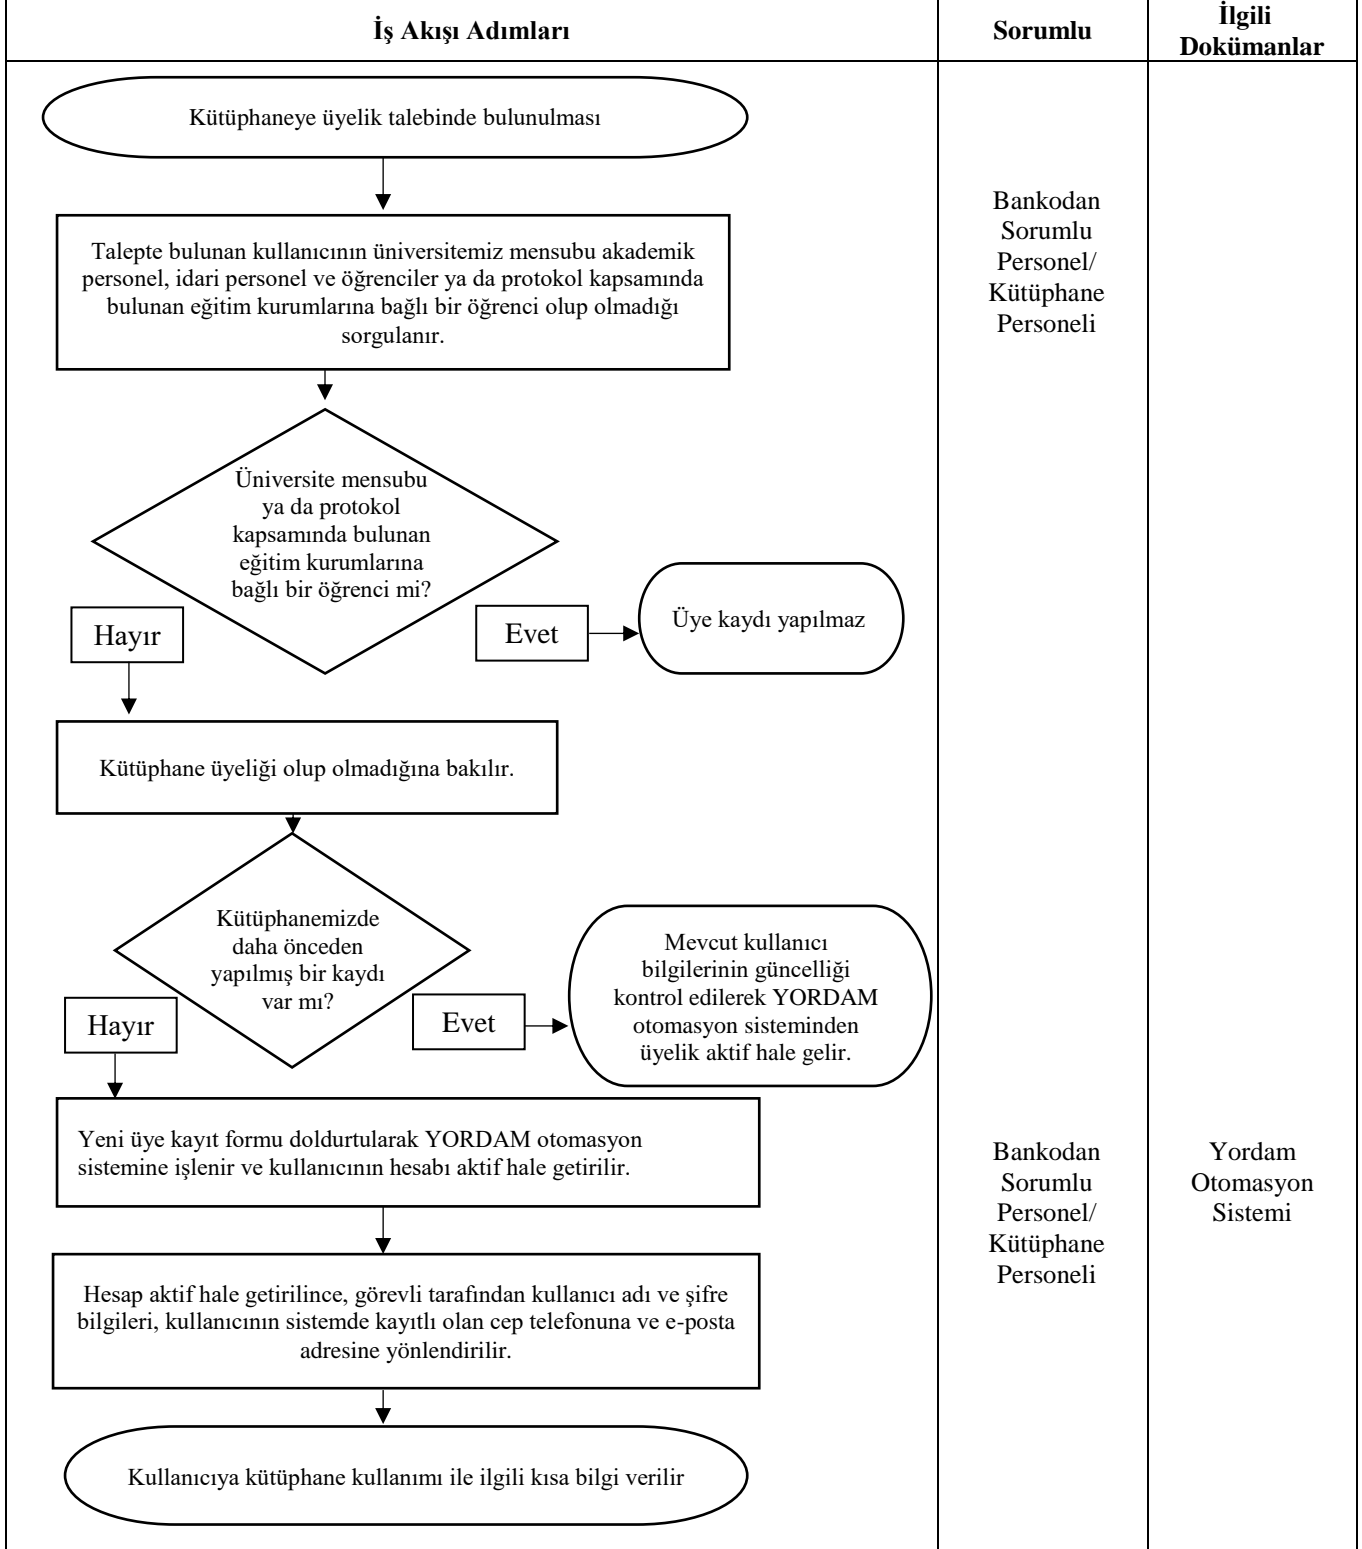 İş Akışı Adımları
Sorumlu
İlgili
Dokümanlar
Kütüphaneye üyelik talebinde bulunulması
Talepte bulunan kullanıcının üniversitemiz mensubu akademik
personel, idari personel ve öğrenciler ya da protokol kapsamında
bulunan eğitim kurumlarına bağlı bir öğrenci olup olmadığı
sorgulanır.
Bankodan
Sorumlu
Personel/
Kütüphane
Personeli
Üniversite mensubu
ya da protokol
kapsamında bulunan
eğitim kurumlarına
bağlı bir öğrenci mi?
Hayır
Evet
Üye kaydı yapılmaz
Kütüphane üyeliği olup olmadığına bakılır.
Kütüphanemizde
daha önceden
yapılmış bir kaydı
var mı?
Hayır
Evet
Mevcut kullanıcı
bilgilerinin güncelliği
kontrol edilerek YORDAM
otomasyon sisteminden
üyelik aktif hale gelir.
Yeni üye kayıt formu doldurtularak YORDAM otomasyon
sistemine işlenir ve kullanıcının hesabı aktif hale getirilir.
Bankodan
Sorumlu
Personel/
Kütüphane
Personeli
Yordam
Otomasyon
Sistemi
Hesap aktif hale getirilince, görevli tarafından kullanıcı adı ve şifre
bilgileri, kullanıcının sistemde kayıtlı olan cep telefonuna ve e-posta
adresine yönlendirilir.
Kullanıcıya kütüphane kullanımı ile ilgili kısa bilgi verilir